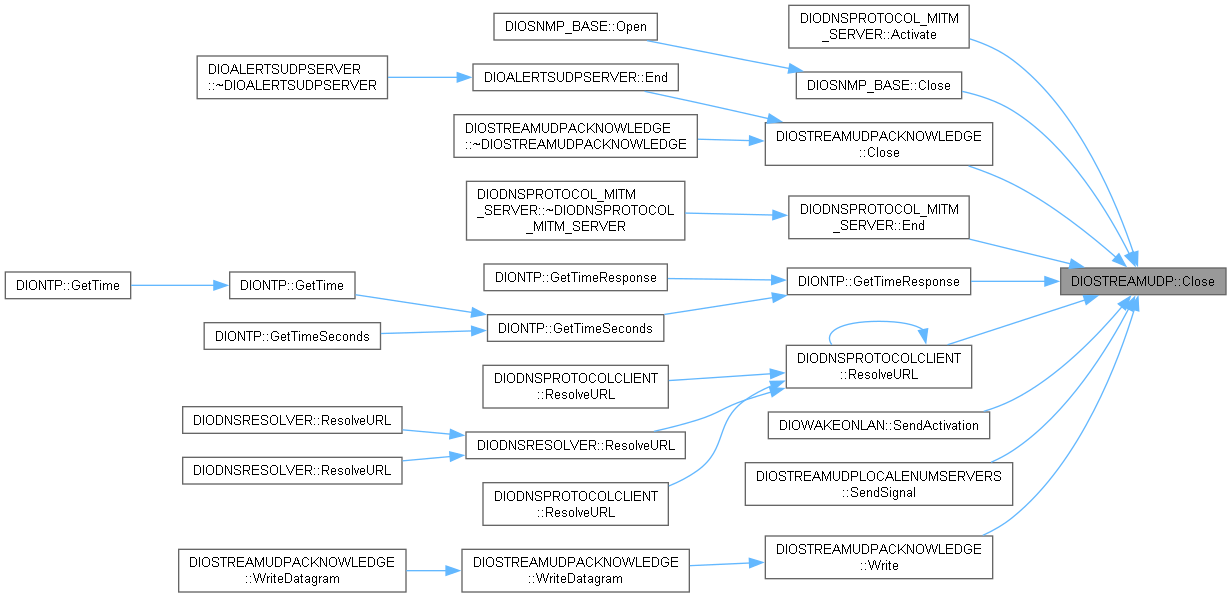 DIOSNMP_BASE::Open
DIODNSPROTOCOL_MITM
_SERVER::Activate
DIOALERTSUDPSERVER
::~DIOALERTSUDPSERVER
DIOALERTSUDPSERVER::End
DIOSNMP_BASE::Close
DIOSTREAMUDPACKNOWLEDGE
::~DIOSTREAMUDPACKNOWLEDGE
DIOSTREAMUDPACKNOWLEDGE
::Close
DIODNSPROTOCOL_MITM
_SERVER::~DIODNSPROTOCOL
_MITM_SERVER
DIODNSPROTOCOL_MITM
_SERVER::End
DIONTP::GetTime
DIONTP::GetTime
DIONTP::GetTimeResponse
DIONTP::GetTimeResponse
DIOSTREAMUDP::Close
DIONTP::GetTimeSeconds
DIONTP::GetTimeSeconds
DIODNSPROTOCOLCLIENT
::ResolveURL
DIODNSPROTOCOLCLIENT
::ResolveURL
DIODNSRESOLVER::ResolveURL
DIODNSRESOLVER::ResolveURL
DIOWAKEONLAN::SendActivation
DIODNSRESOLVER::ResolveURL
DIODNSPROTOCOLCLIENT
::ResolveURL
DIOSTREAMUDPLOCALENUMSERVERS
::SendSignal
DIOSTREAMUDPACKNOWLEDGE
::WriteDatagram
DIOSTREAMUDPACKNOWLEDGE
::WriteDatagram
DIOSTREAMUDPACKNOWLEDGE
::Write